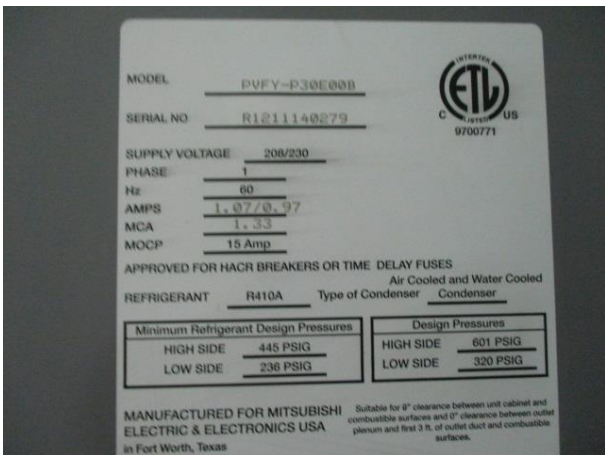 INTERTEK
ETL
LISTED
C US
9700771
MODEL PVFY-P30E00B
SERIAL NO R1211140279
SUPPLY VOLTAGE 208/230
PHASE 1
Hz 60
AMPS 1.07/0.97
MCA 1.33
MOCP 15 Amp
APPROVED FOR HACR BREAKERS OR TIME DELAY FUSES
Air Cooled and Water Cooled
REFRIGERANT R410A Type of Condenser Condenser
Minimum Refrigerant Design Pressures
HIGH SIDE 445 PSIG
LOW SIDE 236 PSIG
Design Pressures
HIGH SIDE 601 PSIG
LOW SIDE 320 PSIG
MANUFACTURED FOR MITSUBISHI
ELECTRIC & ELECTRONICS USA
in Fort Worth, Texas
Suitable for 0" clearance between unit cabinet and
combustible surfaces and 0" clearance between outlet
plenum and first 3 ft. of outlet duct and combustible
surfaces.